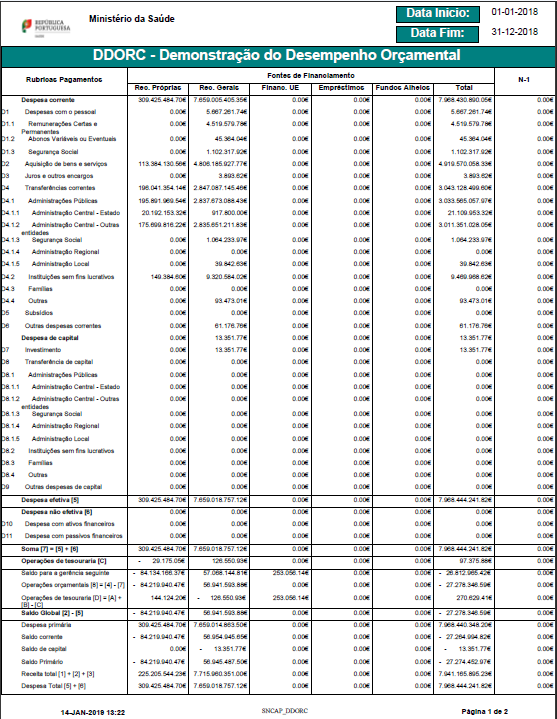 REPÚBLICA
PORTUGUESA
Ministério da Saúde
Data Início: 01-01-2018
Data Fim: 31-12-2018
DDORC - Demonstração do Desempenho Orçamental
Rubricas Pagamentos Fontes de Financiamento N-1
Rec. Próprias Rec. Gerais Financ. UE Empréstimos Fundos Alheios Total
Despesa corrente 309.425.484.70€ 7.659.005.405.35€ 0.00€ 0.00€ 0.00€ 7.968.430.890.05€ 0.00€
D1 Despesas com o pessoal 0.00€ 5.667.261.74€ 0.00€ 0.00€ 0.00€ 5.667.261.74€ 0.00€
D1.1 Remunerações Certas e Permanentes 0.00€ 4.519.579.78€ 0.00€ 0.00€ 0.00€ 4.519.579.78€ 0.00€
D1.2 Abonos Variáveis ou Eventuais 0.00€ 45.364.04€ 0.00€ 0.00€ 0.00€ 45.364.04€ 0.00€
D1.3 Segurança Social 0.00€ 1.102.317.92€ 0.00€ 0.00€ 0.00€ 1.102.317.92€ 0.00€
D2 Aquisição de bens e serviços 113.384.130.56€ 4.806.185.927.77€ 0.00€ 0.00€ 0.00€ 4.919.570.058.33€ 0.00€
D3 Juros e outros encargos 0.00€ 3.893.62€ 0.00€ 0.00€ 0.00€ 3.893.62€ 0.00€
D4 Transferências correntes 196.041.354.14€ 2.847.087.145.46€ 0.00€ 0.00€ 0.00€ 3.043.128.499.60€ 0.00€
D4.1 Administrações Públicas 195.891.969.54€ 2.837.673.088.43€ 0.00€ 0.00€ 0.00€ 3.033.565.057.97€ 0.00€
D4.1.1 Administração Central - Estado 20.192.153.32€ 917.800.00€ 0.00€ 0.00€ 0.00€ 21.109.953.32€ 0.00€
D4.1.2 Administração Central - Outras entidades 175.699.816.22€ 2.835.651.211.83€ 0.00€ 0.00€ 0.00€ 3.011.351.028.05€ 0.00€
D4.1.3 Segurança Social 0.00€ 1.064.233.97€ 0.00€ 0.00€ 0.00€ 1.064.233.97€ 0.00€
D4.1.4 Administração Regional 0.00€ 0.00€ 0.00€ 0.00€ 0.00€ 0.00€ 0.00€
D4.1.5 Administração Local 0.00€ 39.842.63€ 0.00€ 0.00€ 0.00€ 39.842.63€ 0.00€
D4.2 Instituições sem fins lucrativos 149.384.60€ 9.320.584.02€ 0.00€ 0.00€ 0.00€ 9.469.968.62€ 0.00€
D4.3 Famílias 0.00€ 0.00€ 0.00€ 0.00€ 0.00€ 0.00€ 0.00€
D4.4 Outras 0.00€ 93.473.01€ 0.00€ 0.00€ 0.00€ 93.473.01€ 0.00€
D5 Subsídios 0.00€ 0.00€ 0.00€ 0.00€ 0.00€ 0.00€ 0.00€
D6 Outras despesas correntes 0.00€ 61.176.76€ 0.00€ 0.00€ 0.00€ 61.176.76€ 0.00€
Despesa de capital 0.00€ 13.351.77€ 0.00€ 0.00€ 0.00€ 13.351.77€ 0.00€
D7 Investimento 0.00€ 13.351.77€ 0.00€ 0.00€ 0.00€ 13.351.77€ 0.00€
D8 Transferência de capital 0.00€ 0.00€ 0.00€ 0.00€ 0.00€ 0.00€ 0.00€
D8.1 Administrações Públicas 0.00€ 0.00€ 0.00€ 0.00€ 0.00€ 0.00€ 0.00€
D8.1.1 Administração Central - Estado 0.00€ 0.00€ 0.00€ 0.00€ 0.00€ 0.00€ 0.00€
D8.1.2 Administração Central - Outras entidades 0.00€ 0.00€ 0.00€ 0.00€ 0.00€ 0.00€ 0.00€
D8.1.3 Segurança Social 0.00€ 0.00€ 0.00€ 0.00€ 0.00€ 0.00€ 0.00€
D8.1.4 Administração Regional 0.00€ 0.00€ 0.00€ 0.00€ 0.00€ 0.00€ 0.00€
D8.1.5 Administração Local 0.00€ 0.00€ 0.00€ 0.00€ 0.00€ 0.00€ 0.00€
D8.2 Instituições sem fins lucrativos 0.00€ 0.00€ 0.00€ 0.00€ 0.00€ 0.00€ 0.00€
D8.3 Famílias 0.00€ 0.00€ 0.00€ 0.00€ 0.00€ 0.00€ 0.00€
D8.4 Outras 0.00€ 0.00€ 0.00€ 0.00€ 0.00€ 0.00€ 0.00€
D9 Outras despesas de capital 0.00€ 0.00€ 0.00€ 0.00€ 0.00€ 0.00€ 0.00€
Despesa efetiva [5] 309.425.484.70€ 7.659.018.757.12€ 0.00€ 0.00€ 0.00€ 7.968.444.241.82€ 0.00€
Despesa não efetiva [6] 0.00€ 0.00€ 0.00€ 0.00€ 0.00€ 0.00€ 0.00€
D10 Despesa com ativos financeiros 0.00€ 0.00€ 0.00€ 0.00€ 0.00€ 0.00€ 0.00€
D11 Despesa com passivos financeiros 0.00€ 0.00€ 0.00€ 0.00€ 0.00€ 0.00€ 0.00€
Soma [7] = [5] + [6] 309.425.484.70€ 7.659.018.757.12€ 0.00€ 0.00€ 0.00€ 7.968.444.241.82€ 0.00€
Operações de tesouraria [C] - 29.175.05€ 126.550.93€ 0.00€ 0.00€ 0.00€ 97.375.88€ 0.00€
Saldo para a gerência seguinte - 84.134.166.37€ 57.068.144.81€ 253.056.14€ 0.00€ 0.00€ - 26.812.965.42€ 0.00€
Operações orçamentais [8] = [4] - [7] - 84.219.940.47€ 56.941.593.88€ 0.00€ 0.00€ 0.00€ - 27.278.346.59€ 0.00€
Operações de tesouraria [D] = [A] + [B] - [C] 144.124.20€ - 126.550.93€ 253.056.14€ 0.00€ 0.00€ 270.629.41€ 0.00€
Saldo Global [2] - [5] - 84.219.940.47€ 56.941.593.88€ 0.00€ 0.00€ 0.00€ - 27.278.346.59€ 0.00€
Despesa primária 309.425.484.70€ 7.659.014.863.50€ 0.00€ 0.00€ 0.00€ 7.968.440.348.20€ 0.00€
Saldo corrente - 84.219.940.47€ 56.954.945.65€ 0.00€ 0.00€ 0.00€ - 27.264.994.82€ 0.00€
Saldo de capital 0.00€ - 13.351.77€ 0.00€ 0.00€ 0.00€ - 13.351.77€ 0.00€
Saldo Primário - 84.219.940.47€ 56.945.487.50€ 0.00€ 0.00€ 0.00€ - 27.274.452.97€ 0.00€
Receita total [1] + [2] + [3] 225.205.544.23€ 7.715.960.351.00€ 0.00€ 0.00€ 0.00€ 7.941.165.895.23€ 0.00€
Despesa Total [5] + [6] 309.425.484.70€ 7.659.018.757.12€ 0.00€ 0.00€ 0.00€ 7.968.444.241.82€ 0.00€
14-JAN-2019 13:22 SNCAP_DDORC Página 1 de 2